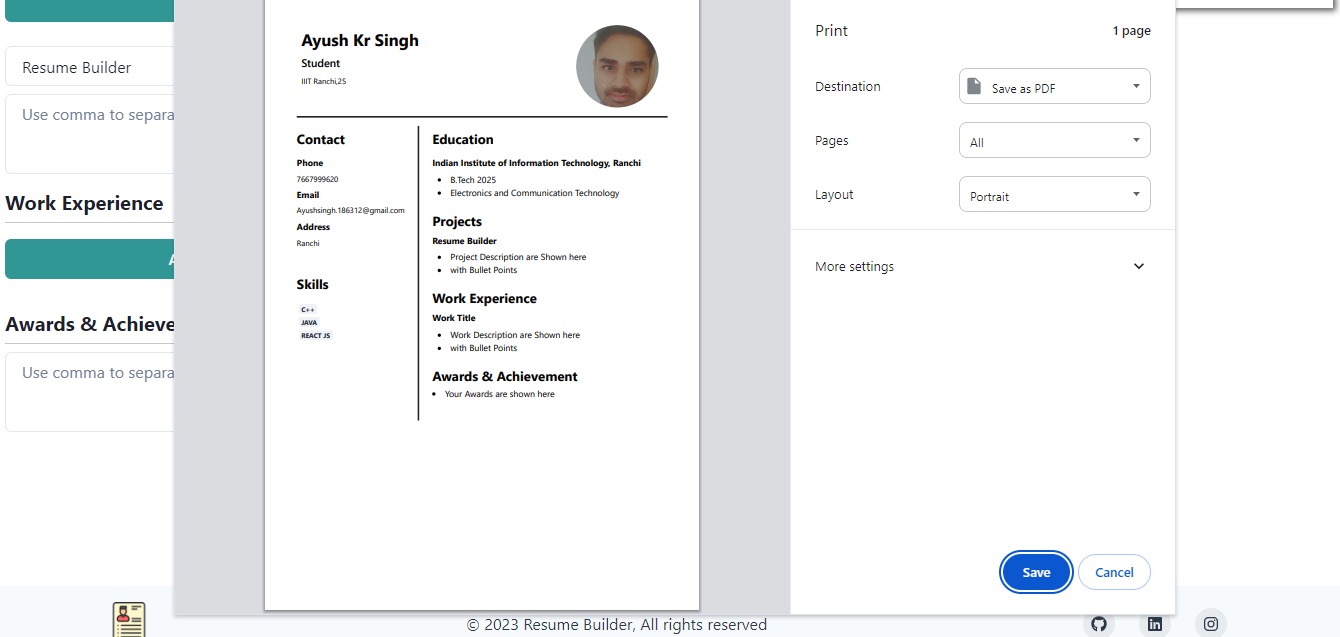 Resume Builder
Use comma to separa
Work Experience
A
Awards & Achieve
Use comma to separa
Ayush Kr Singh
Student
IIIT Ranchi,25
Contact
Phone
7667999620
Email
Ayushsingh.186312@gmail.com
Address
Ranchi
Skills
C++
JAVA
REACT JS
Education
Indian Institute of Information Technology, Ranchi
B.Tech 2025
Electronics and Communication Technology
Projects
Resume Builder
Project Description are Shown here
with Bullet Points
Work Experience
Work Title
Work Description are Shown here
with Bullet Points
Awards & Achievement
Your Awards are shown here
Print
1 page
Destination
Save as PDF
Pages
All
Layout
Portrait
More settings
Save
Cancel
© 2023 Resume Builder, All rights reserved